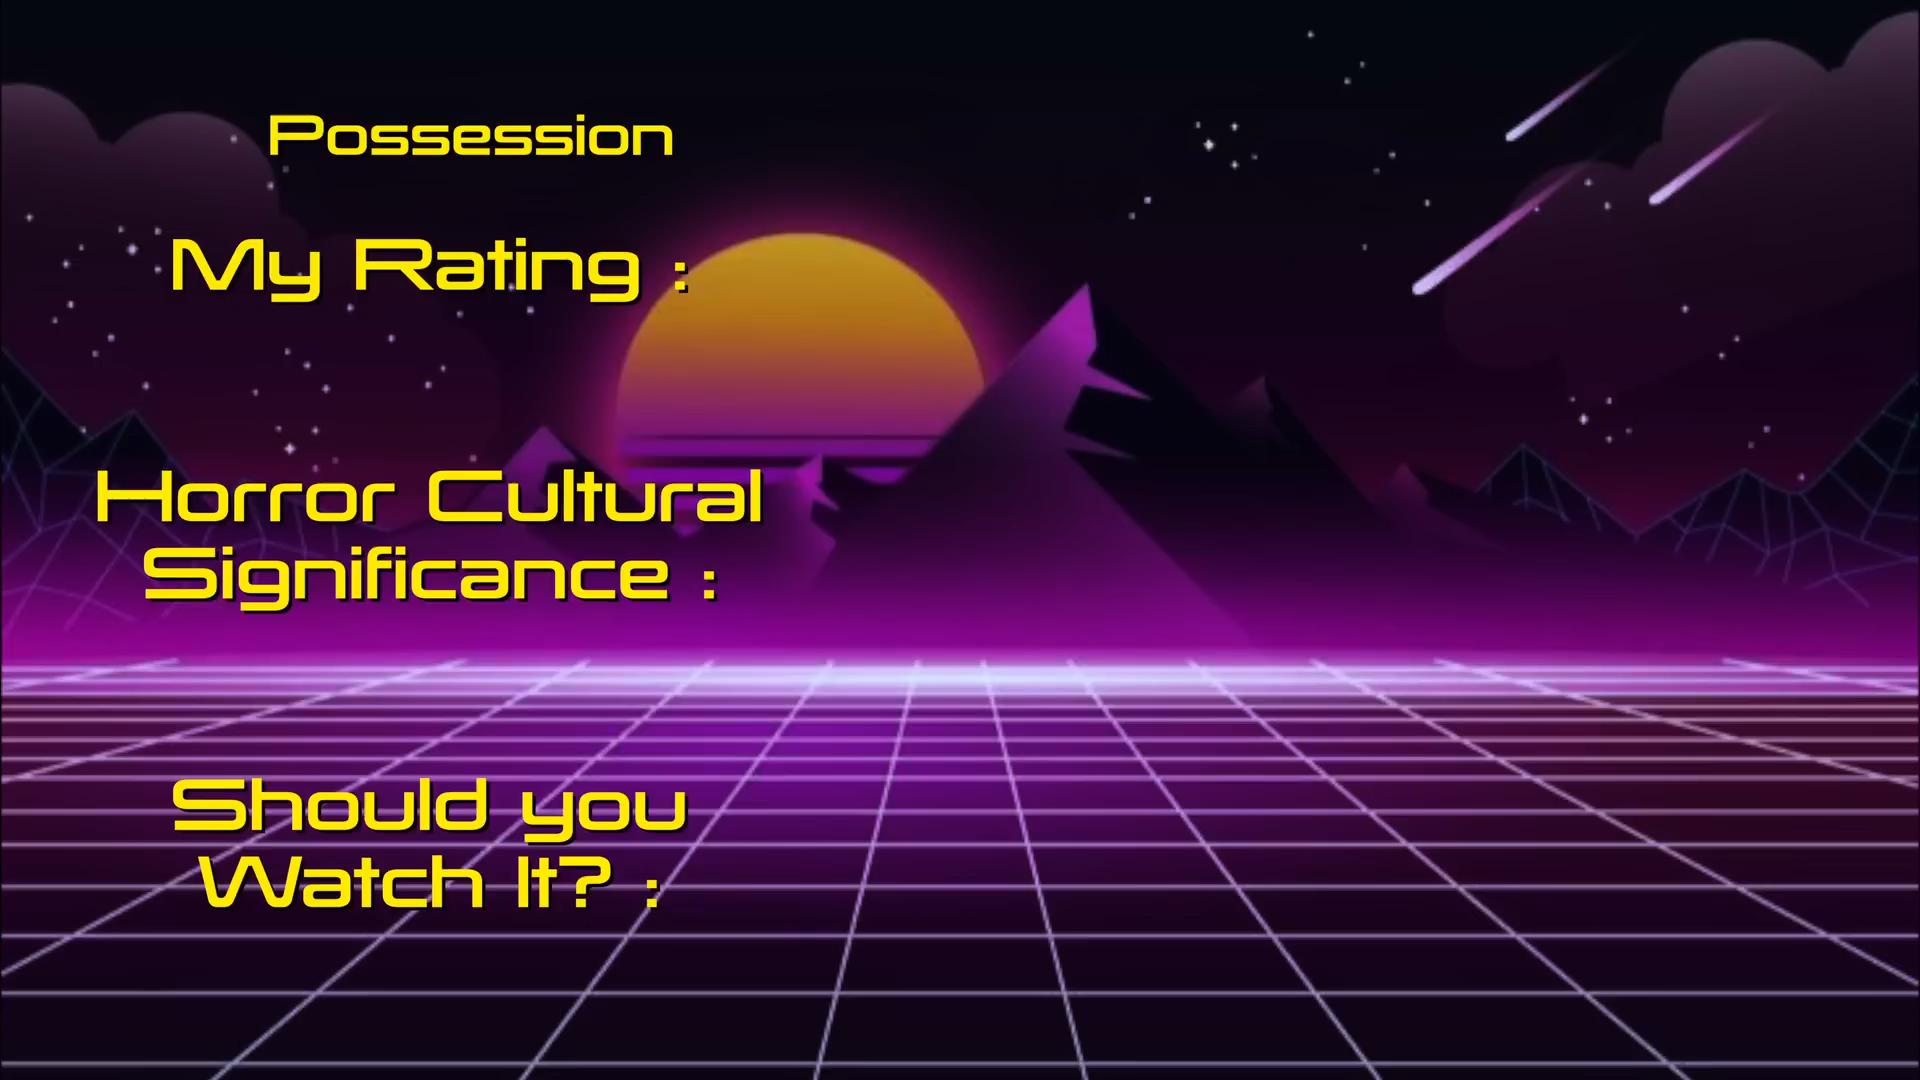 Possession
My Rating :
Horror Cultural
Significance :
Should you
Watch It? :